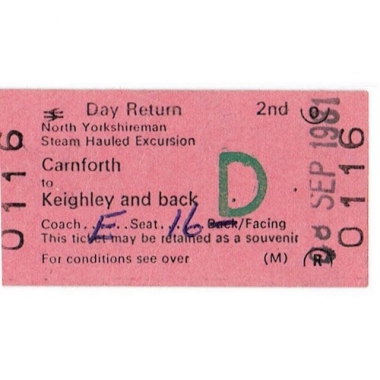 Day Return 2nd
North Yorkshireman
Steam Hauled Excursion
Carnforth
to
Keighley and back
D
Coach..E..Seat..16 Back/Facing
This ticket may be retained as a souvenir
For conditions see over (M) (R)
0116
0116
SEP 1981